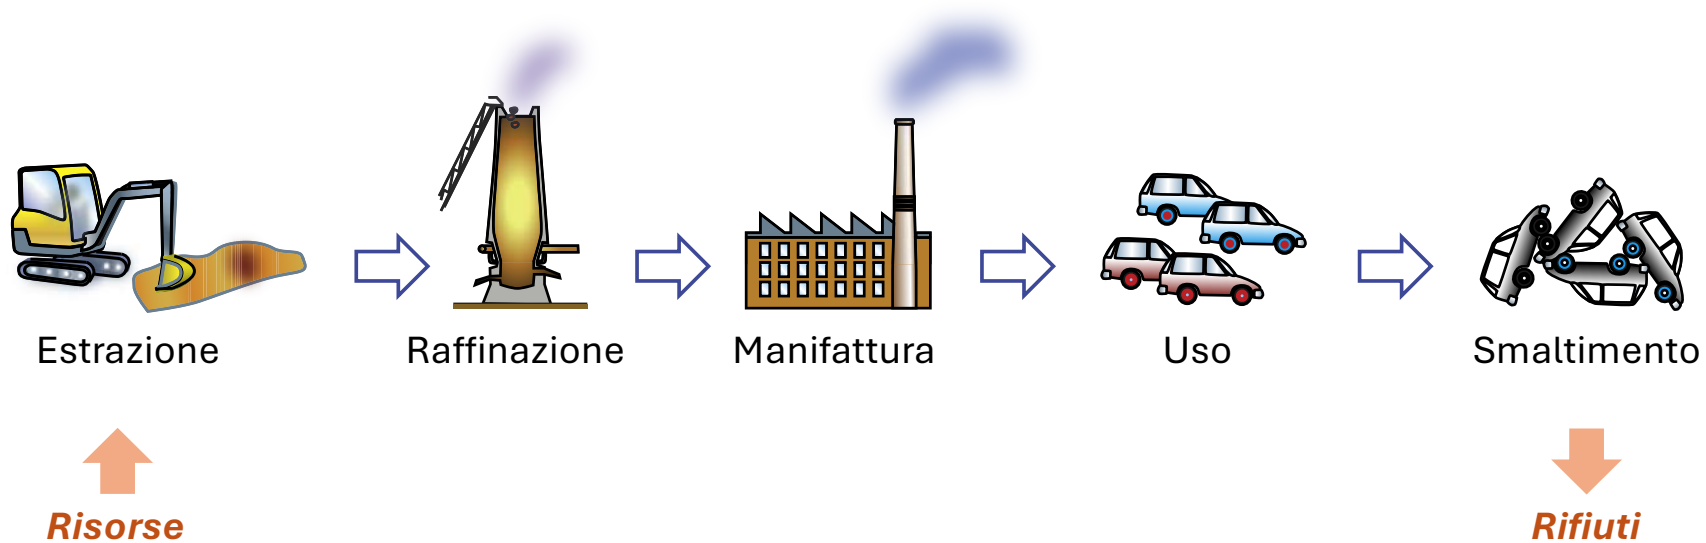 Estrazione
Raffinazione
Manifattura
Uso
Smaltimento
Risorse
Rifiuti